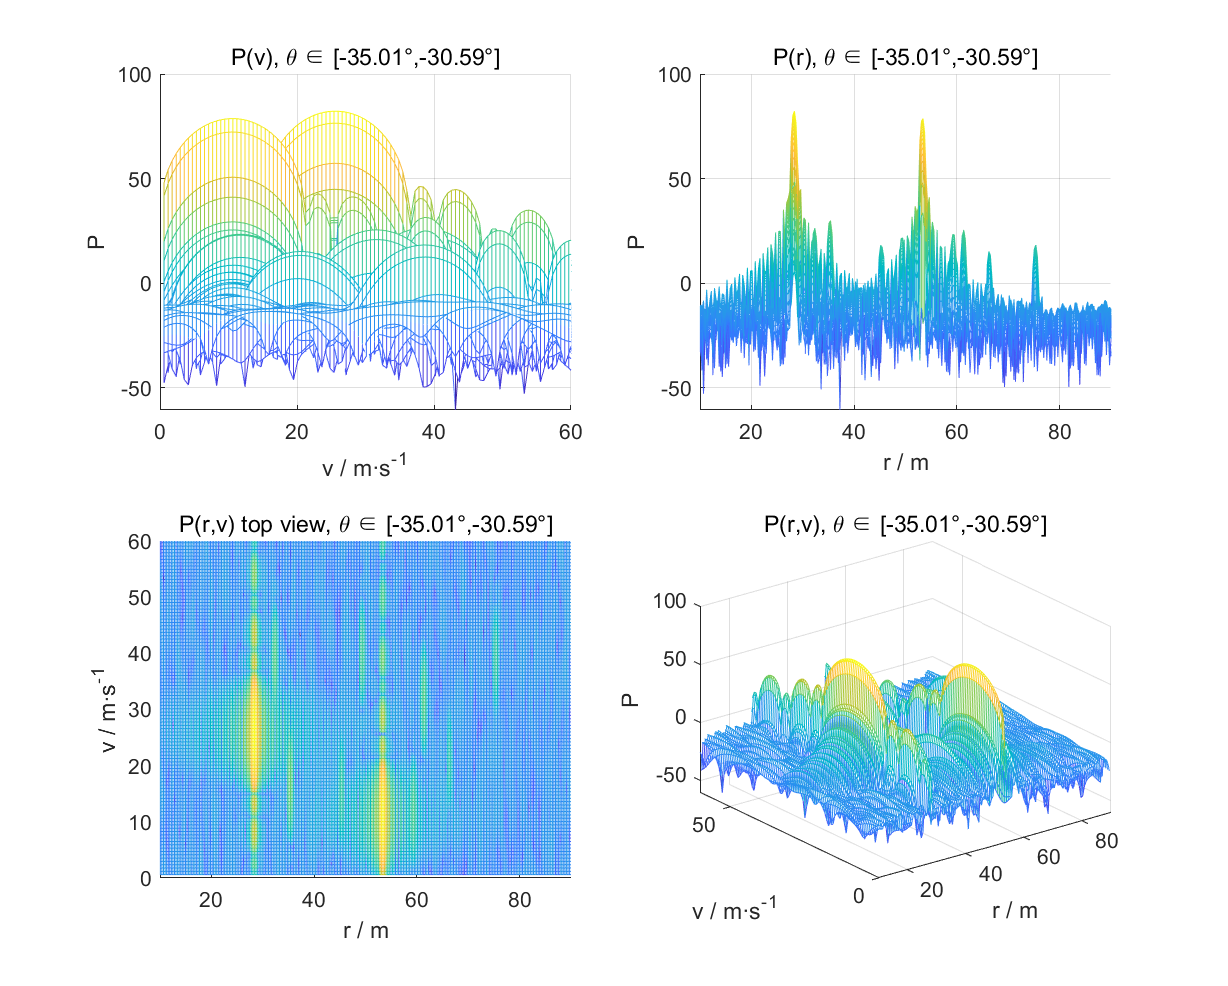 P(v), θ ∈ [-35.01°,-30.59°]
100
50
0
-50
P
0
20
40
60
v / m·s⁻¹
P(r), θ ∈ [-35.01°,-30.59°]
100
50
0
-50
P
20
40
60
80
r / m
P(r,v) top view, θ ∈ [-35.01°,-30.59°]
60
50
40
30
20
10
0
v / m·s⁻¹
20
40
60
80
r / m
P(r,v), θ ∈ [-35.01°,-30.59°]
100
50
0
-50
P
50
0
v / m·s⁻¹
20
40
60
80
r / m